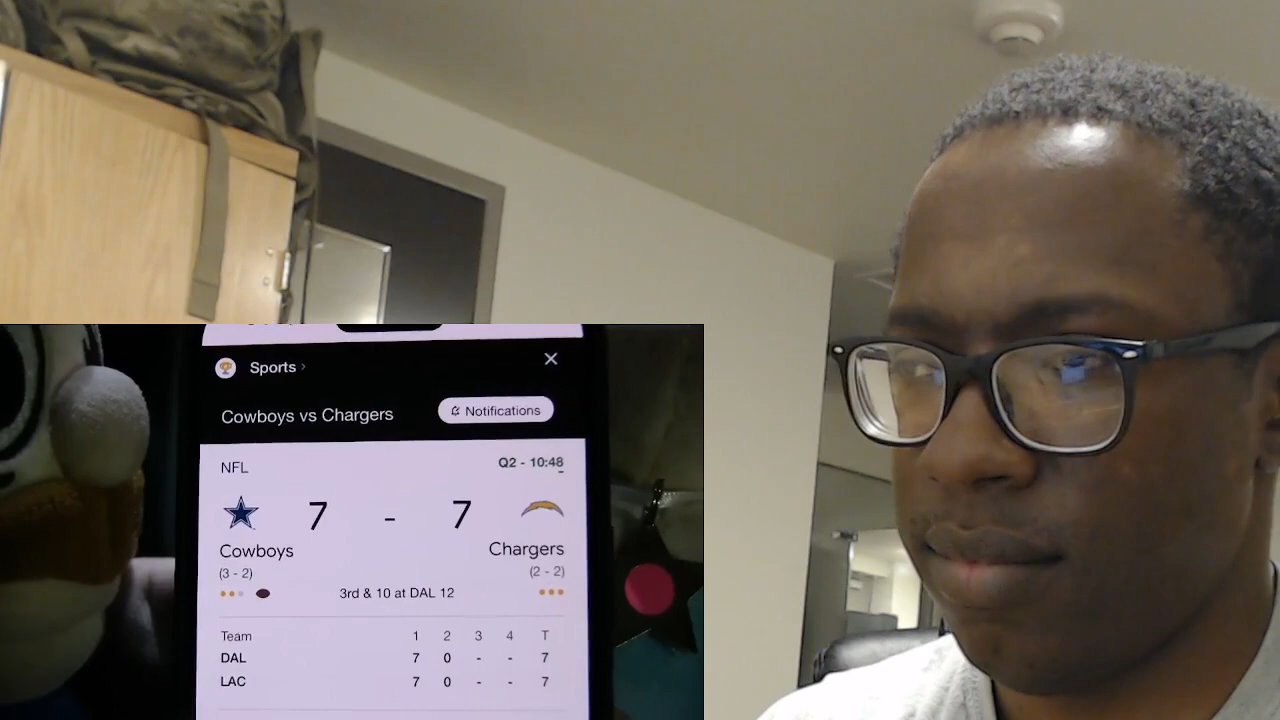 Sports
Cowboys vs Chargers
Notifications
NFL
Q2 - 10:48
7 - 7
Cowboys
Chargers
(3 - 2)
(2 - 2)
3rd & 10 at DAL 12
Team 1 2 3 4 T
DAL 7 0 - - 7
LAC 7 0 - - 7